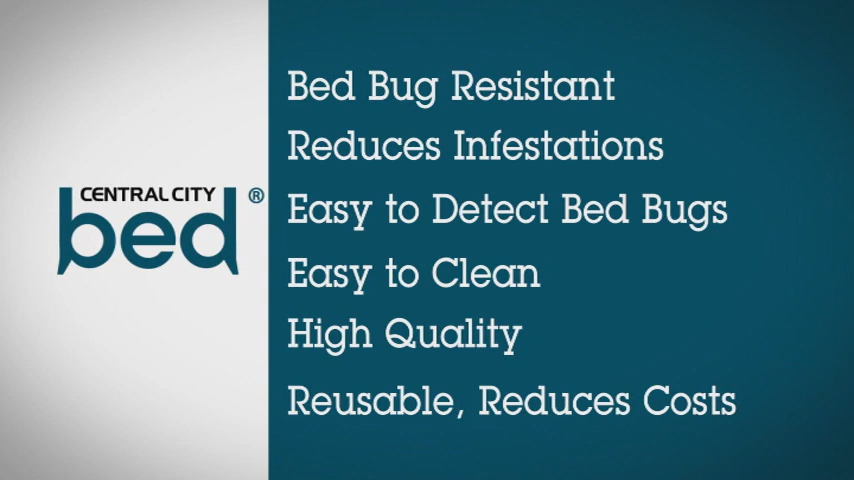 CENTRAL CITY
bed®
Bed Bug Resistant
Reduces Infestations
Easy to Detect Bed Bugs
Easy to Clean
High Quality
Reusable, Reduces Costs